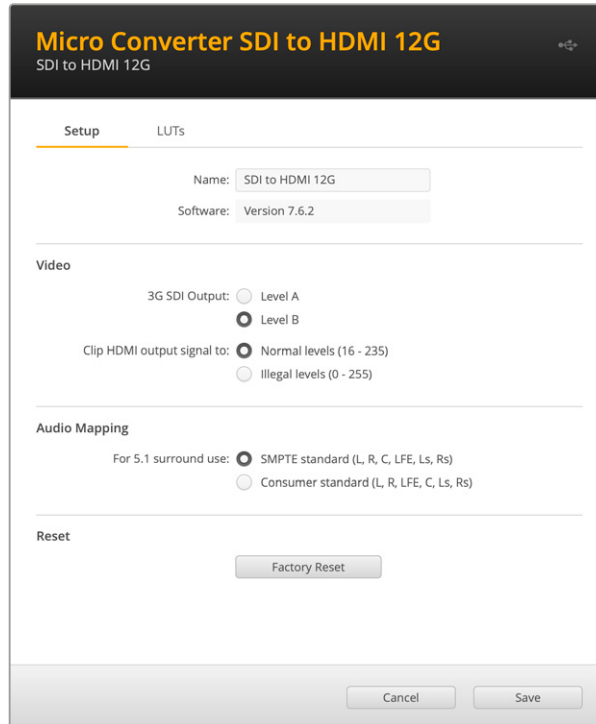 Micro Converter SDI to HDMI 12G
SDI to HDMI 12G
Setup LUTs
Name: SDI to HDMI 12G
Software: Version 7.6.2
Video
3G SDI Output: Level A
Level B
Clip HDMI output signal to: Normal levels (16 - 235)
Illegal levels (0 - 255)
Audio Mapping
For 5.1 surround use: SMPTE standard (L, R, C, LFE, Ls, Rs)
Consumer standard (L, R, LFE, C, Ls, Rs)
Reset
Factory Reset
Cancel Save